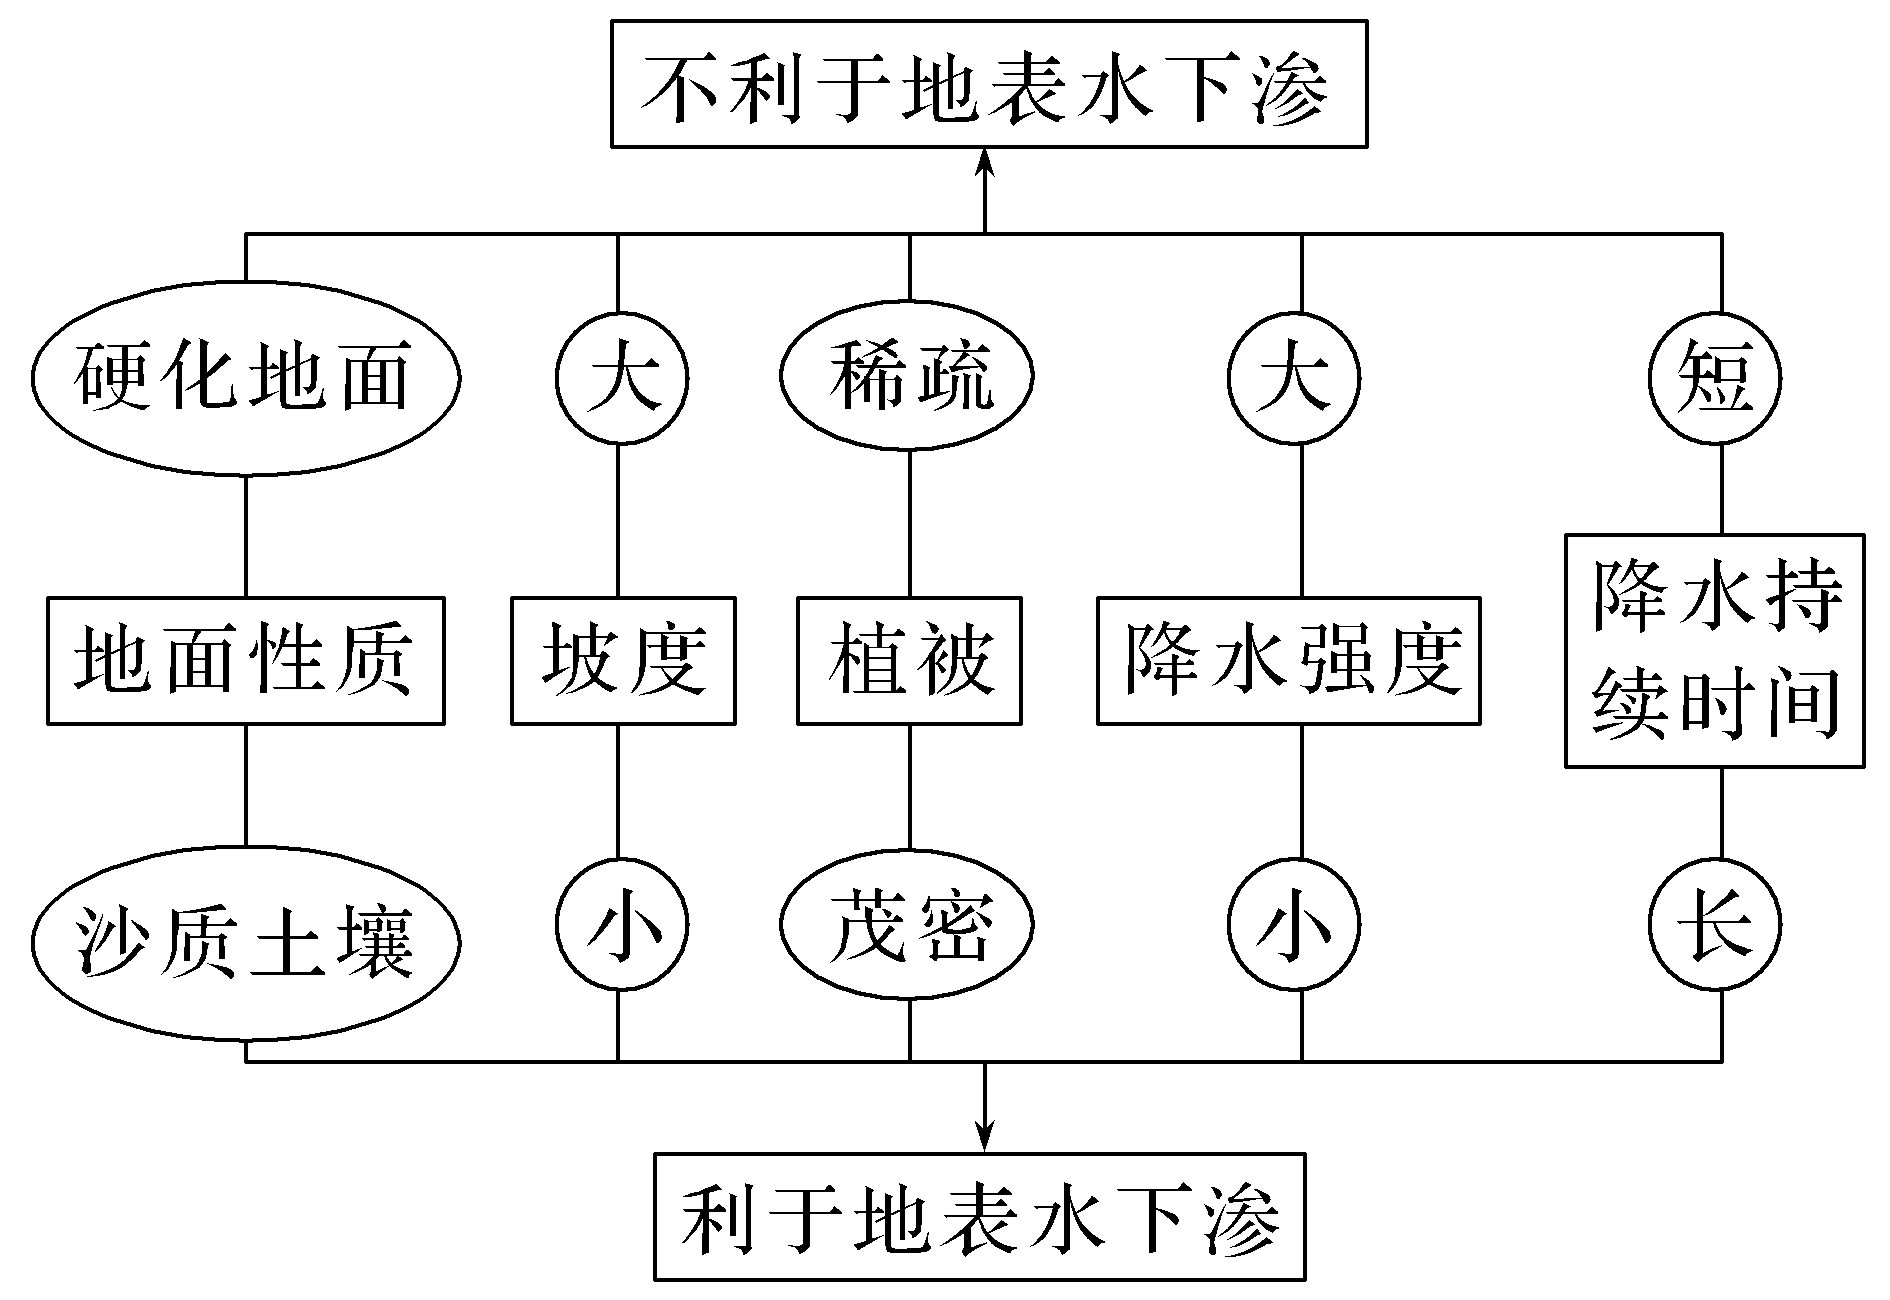 不利于地表水下渗
硬化地面
大
稀疏
大
短
地面性质
坡度
植被
降水强度
降水持
续时间
沙质土壤
小
茂密
小
长
利于地表水下渗